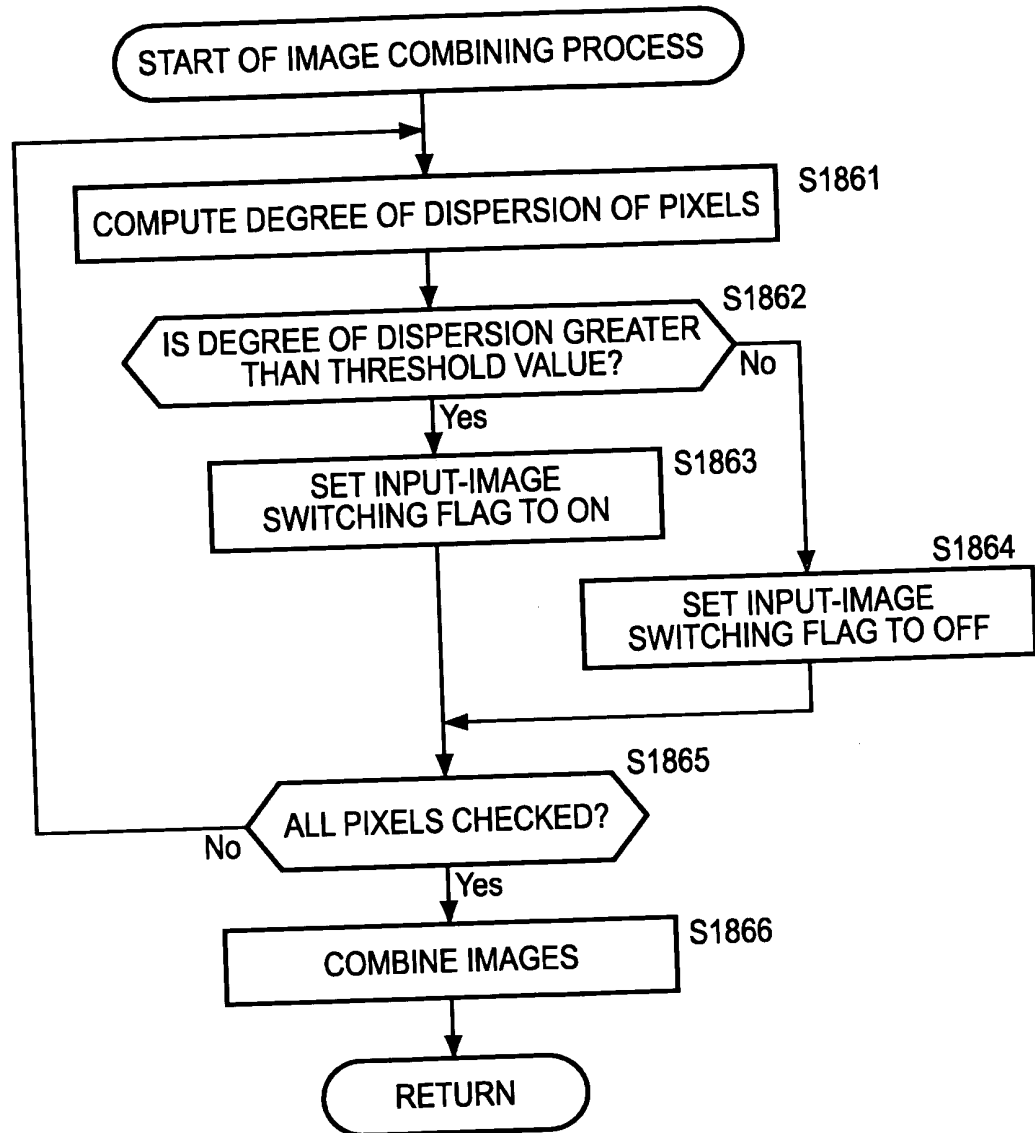 START OF IMAGE COMBINING PROCESS
S1861
COMPUTE DEGREE OF DISPERSION OF PIXELS
S1862
IS DEGREE OF DISPERSION GREATER
THAN THRESHOLD VALUE?
No
Yes
S1863
SET INPUT-IMAGE
SWITCHING FLAG TO ON
S1864
SET INPUT-IMAGE
SWITCHING FLAG TO OFF
S1865
ALL PIXELS CHECKED?
No
Yes
S1866
COMBINE IMAGES
RETURN